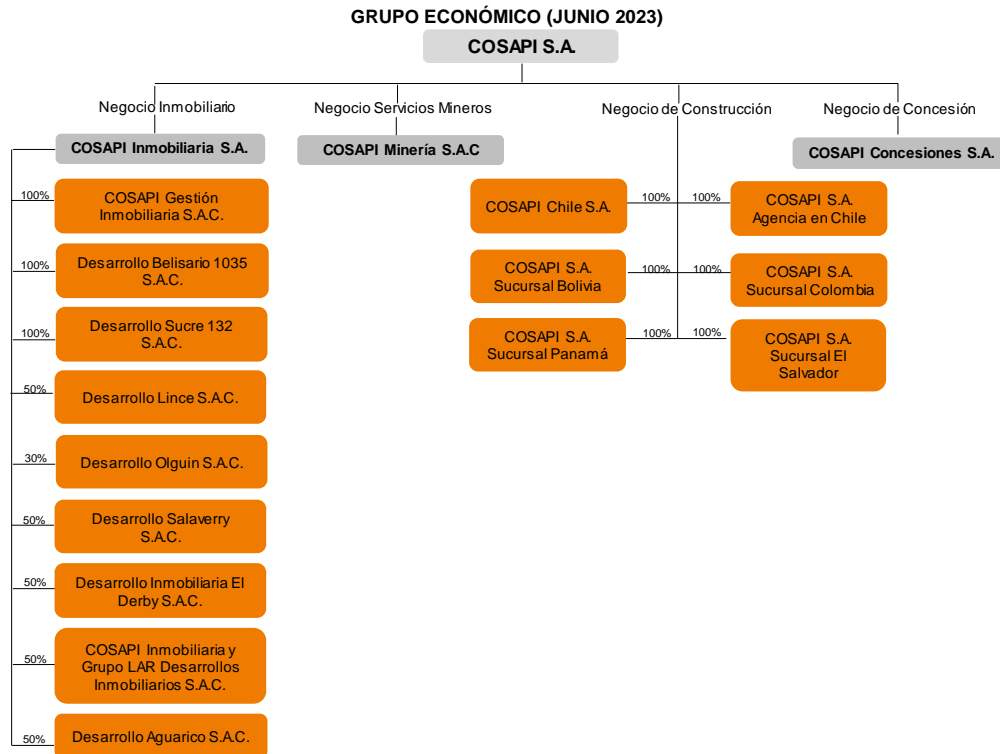 GRUPO ECONÓMICO (JUNIO 2023)
COSAPI S.A.
Negocio Inmobiliario
Negocio Servicios Mineros
Negocio de Construcción
Negocio de Concesión
COSAPI Inmobiliaria S.A.
COSAPI Minería S.A.C
COSAPI Concesiones S.A.
100%
COSAPI Gestión
Inmobiliaria S.A.C.
100%
Desarrollo Belisario 1035
S.A.C.
100%
Desarrollo Sucre 132
S.A.C.
50%
Desarrollo Lince S.A.C.
30%
Desarrollo Olguin S.A.C.
50%
Desarrollo Salaverry
S.A.C.
50%
Desarrollo Inmobiliaria El
Derby S.A.C.
50%
COSAPI Inmobiliaria y
Grupo LAR Desarrollos
Inmobiliarios S.A.C.
50%
Desarrollo Aguarico S.A.C.
COSAPI Chile S.A.
100%
100%
COSAPI S.A.
Agencia en Chile
COSAPI S.A.
Sucursal Bolivia
100%
100%
COSAPI S.A.
Sucursal Colombia
COSAPI S.A.
Sucursal Panamá
100%
100%
COSAPI S.A.
Sucursal El
Salvador